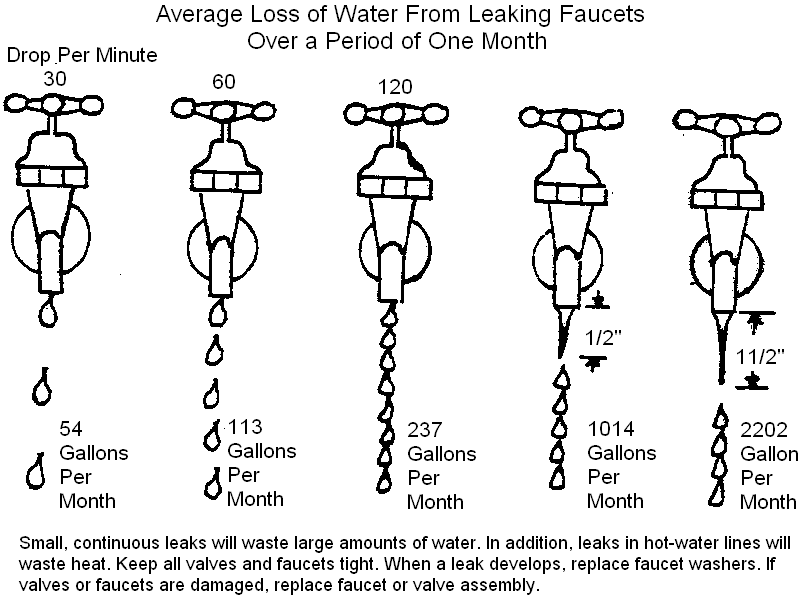 Average Loss of Water From Leaking Faucets
Over a Period of One Month
Drop Per Minute
30
60
120
1/2"
11/2"
54
Gallons
Per
Month
113
Gallons
Per
Month
237
Gallons
Per
Month
1014
Gallons
Per
Month
2202
Gallon
Per
Month
Small, continuous leaks will waste large amounts of water. In addition, leaks in hot-water lines will
waste heat. Keep all valves and faucets tight. When a leak develops, replace faucet washers. If
valves or faucets are damaged, replace faucet or valve assembly.